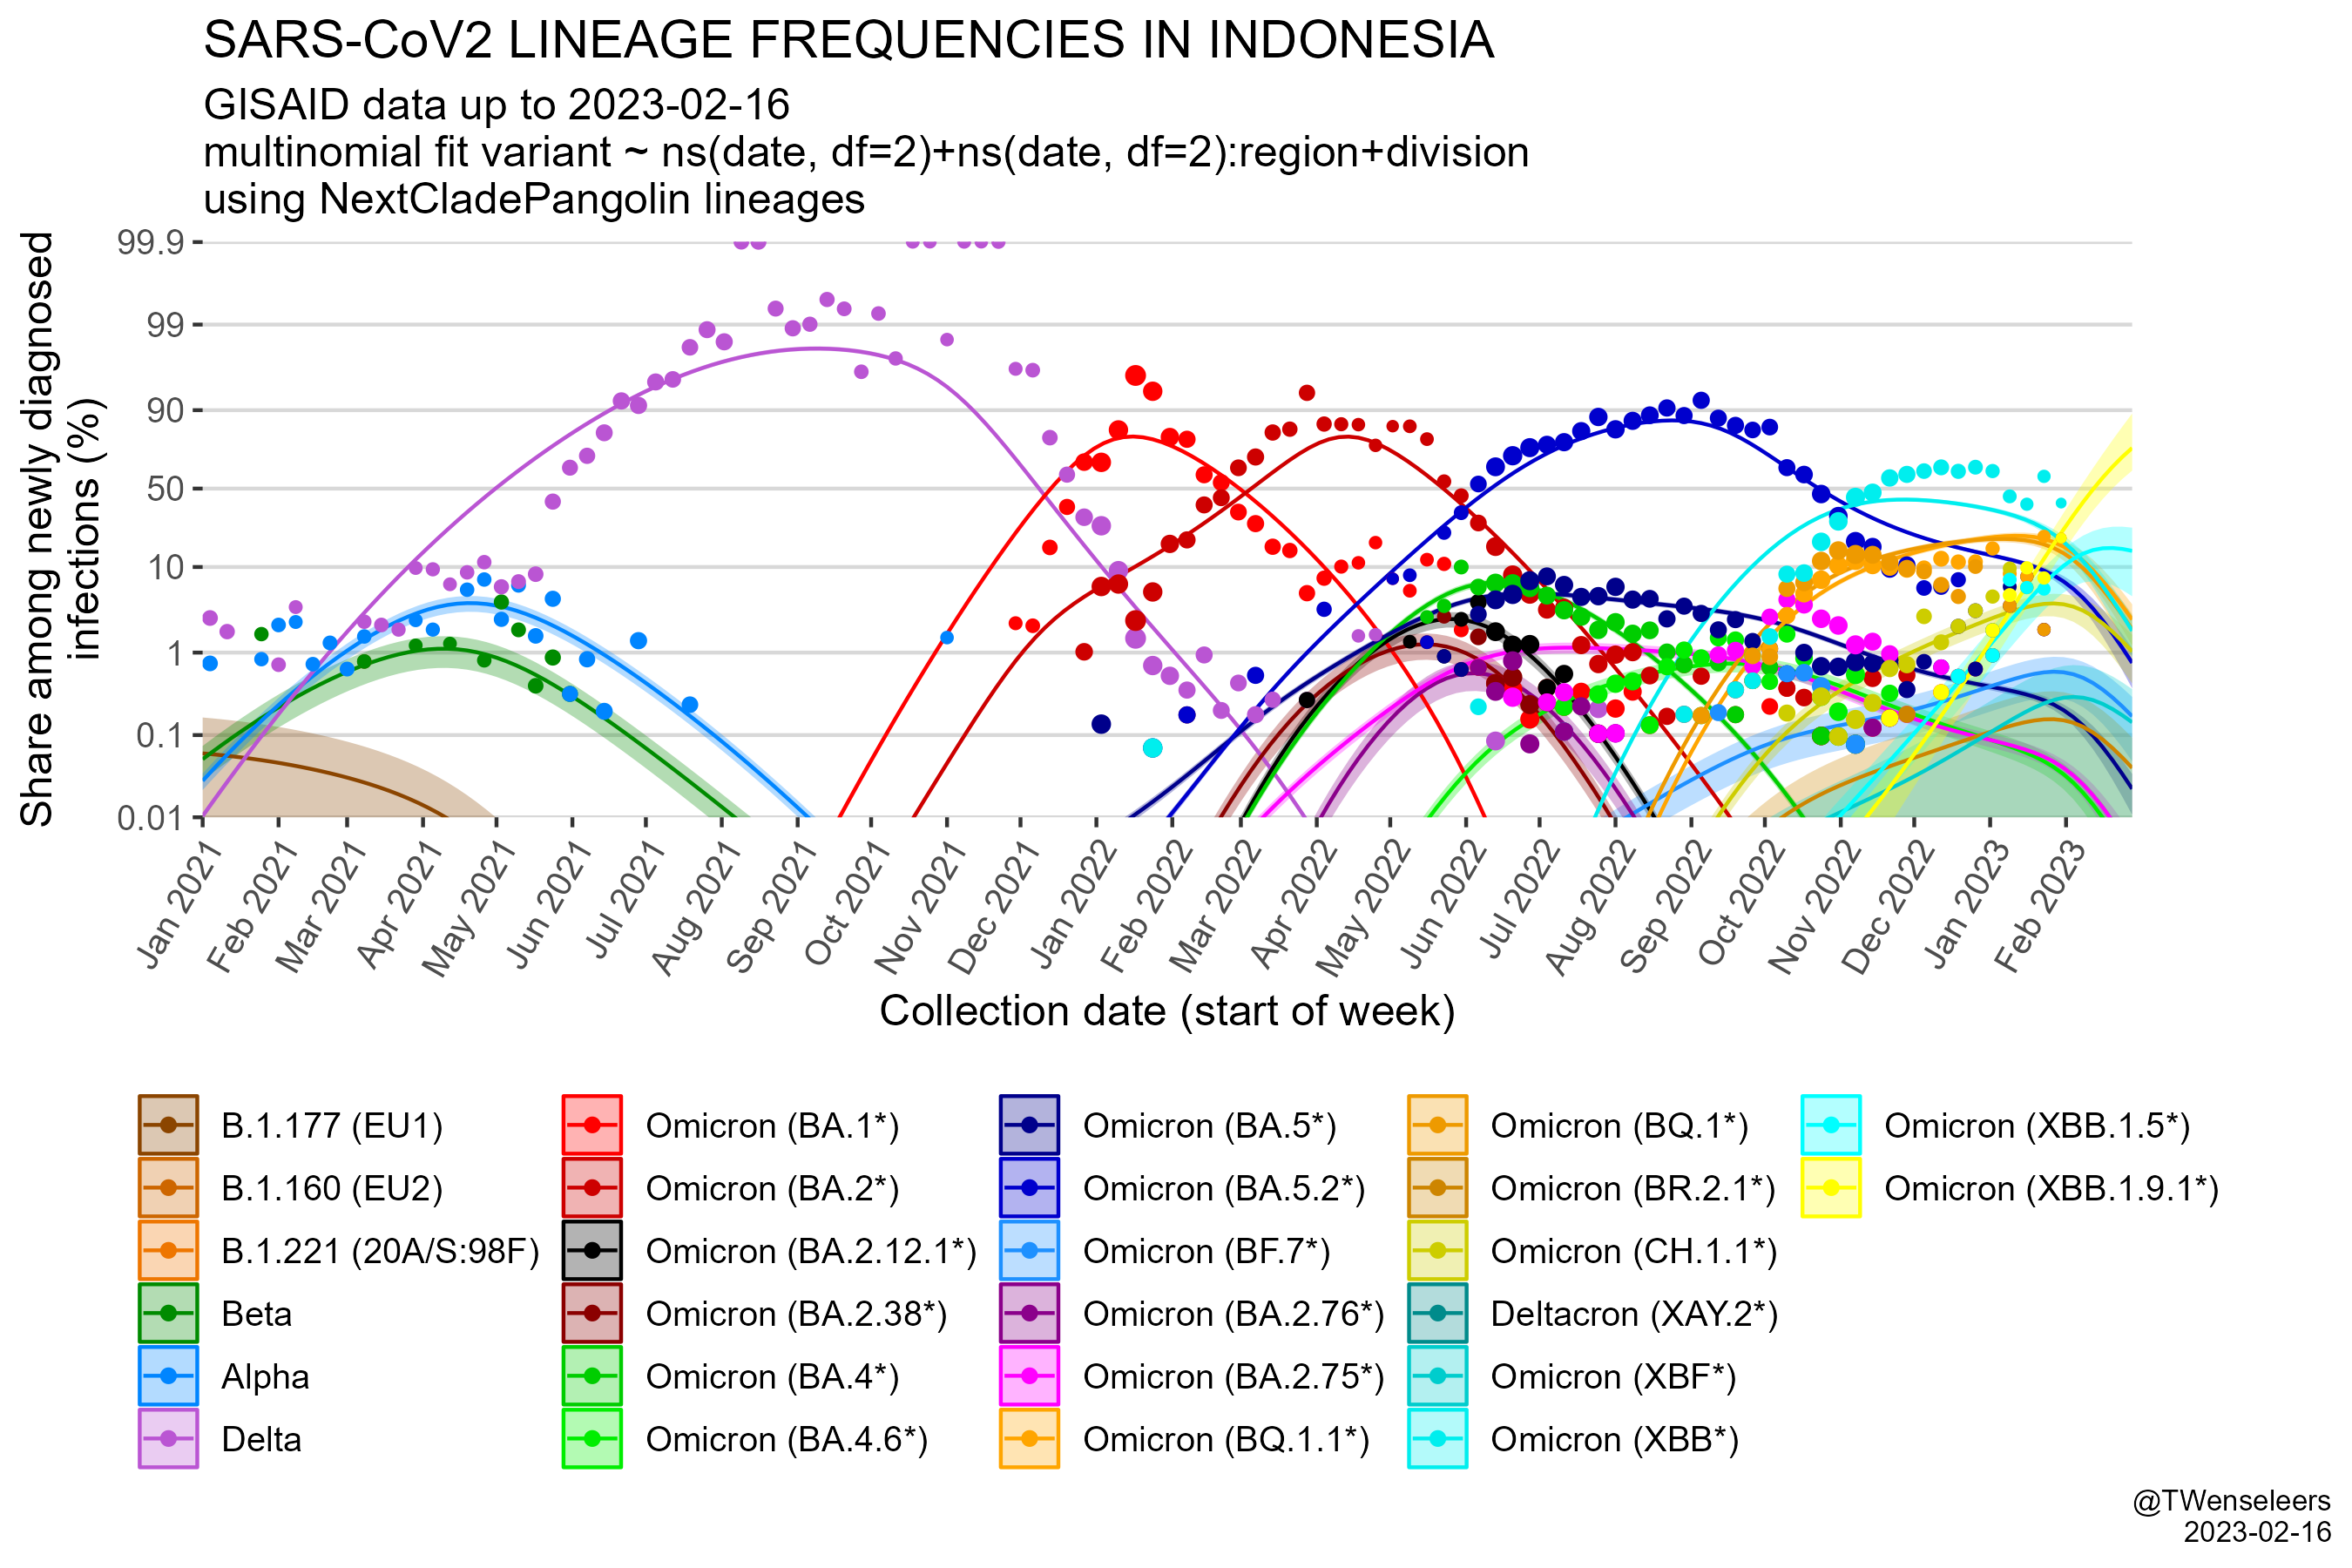 SARS-CoV2 LINEAGE FREQUENCIES IN INDONESIA
GISAID data up to 2023-02-16
multinomial fit variant ~ ns(date, df=2)+ns(date, df=2):region+division
using NextCladePangolin lineages
Share among newly diagnosed
infections (%)
99.9
99
90
50
10
1
0.1
0.01
Jan 2021
Feb 2021
Mar 2021
Apr 2021
May 2021
Jun 2021
Jul 2021
Aug 2021
Sep 2021
Oct 2021
Nov 2021
Dec 2021
Jan 2022
Feb 2022
Mar 2022
Apr 2022
May 2022
Jun 2022
Jul 2022
Aug 2022
Sep 2022
Oct 2022
Nov 2022
Dec 2022
Jan 2023
Feb 2023
Collection date (start of week)
B.1.177 (EU1)
B.1.160 (EU2)
B.1.221 (20A/S:98F)
Beta
Alpha
Delta
Omicron (BA.1*)
Omicron (BA.2*)
Omicron (BA.2.12.1*)
Omicron (BA.2.38*)
Omicron (BA.4*)
Omicron (BA.4.6*)
Omicron (BA.5*)
Omicron (BA.5.2*)
Omicron (BF.7*)
Omicron (BA.2.76*)
Omicron (BA.2.75*)
Omicron (BQ.1.1*)
Omicron (BQ.1*)
Omicron (BR.2.1*)
Omicron (CH.1.1*)
Deltacron (XAY.2*)
Omicron (XBF*)
Omicron (XBB*)
Omicron (XBB.1.5*)
Omicron (XBB.1.9.1*)
@TWenseleers
2023-02-16